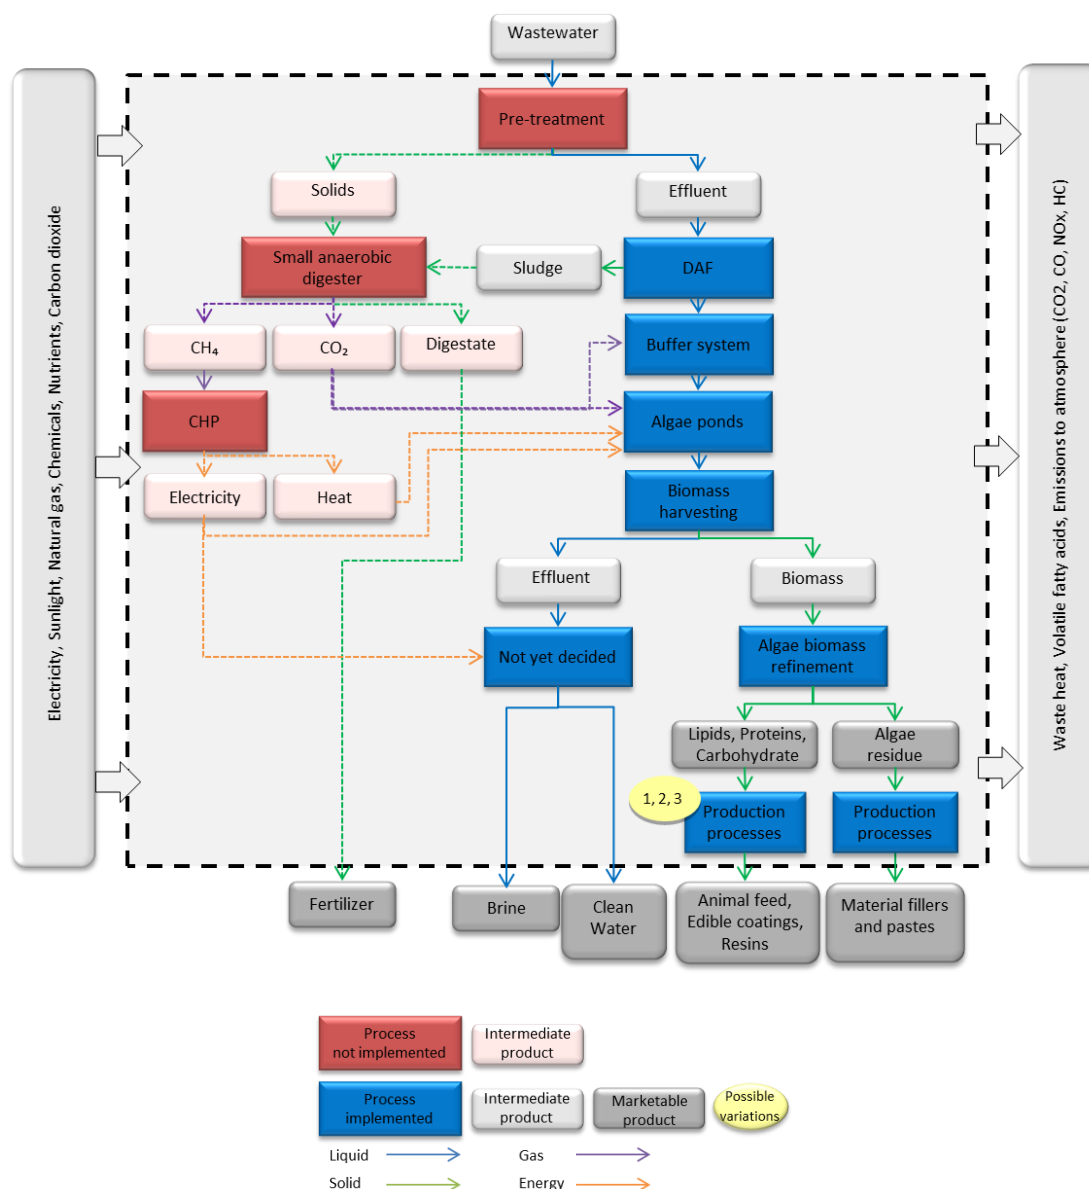 Wastewater
Pre-treatment
Solids
Effluent
Small anaerobic
digester
Sludge
DAF
CH₄
CO₂
Digestate
Buffer system
CHP
Algae ponds
Electricity
Heat
Biomass
harvesting
Effluent
Biomass
Not yet decided
Algae biomass
refinement
Lipids, Proteins,
Carbohydrate
Algae
residue
1, 2, 3
Production
processes
Production
processes
Fertilizer
Brine
Clean
Water
Animal feed,
Edible coatings,
Resins
Material fillers
and pastes
Electricity, Sunlight, Natural gas, Chemicals, Nutrients, Carbon dioxide
Waste heat, Volatile fatty acids, Emissions to atmosphere (CO2, CO, NOx, HC)
Process
not implemented
Intermediate
product
Process
implemented
Intermediate
product
Marketable
product
Possible
variations
Liquid
Gas
Solid
Energy